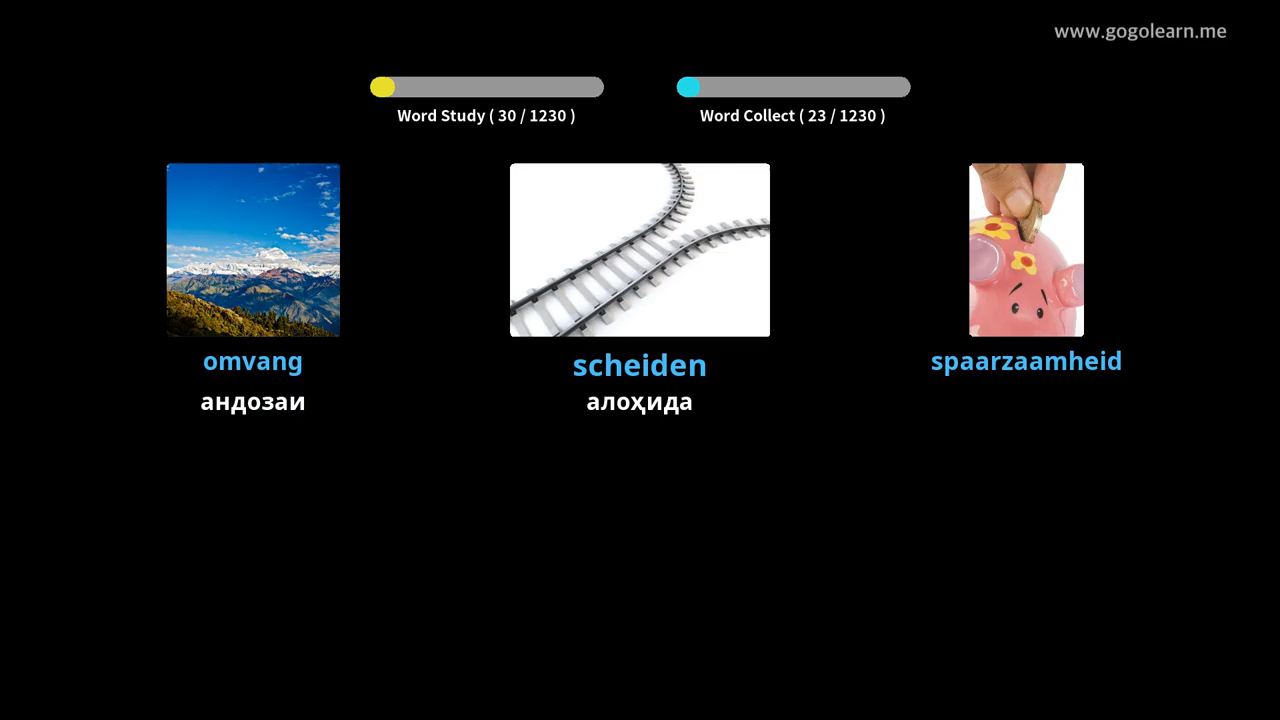 www.gogolearn.me
Word Study ( 30 / 1230 )
Word Collect ( 23 / 1230 )
omvang
андозаи
scheiden
алоҳида
spaarzaamheid